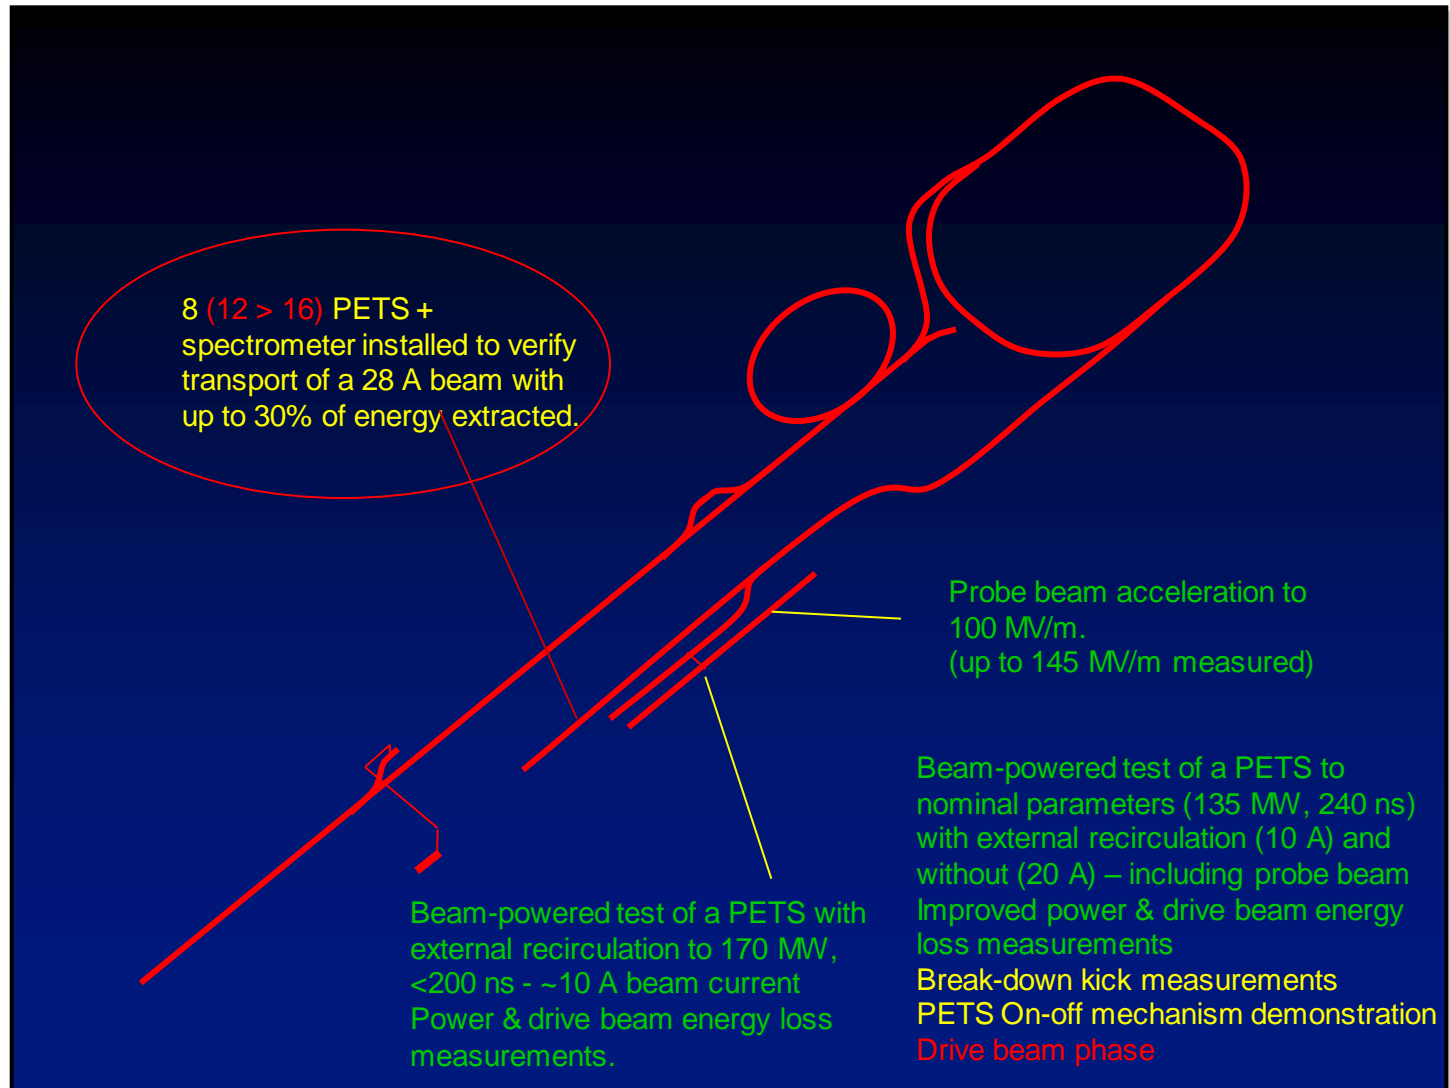 8 (12 > 16) PETS +
spectrometer installed to verify
transport of a 28 A beam with
up to 30% of energy extracted.
Probe beam acceleration to
100 MV/m.
(up to 145 MV/m measured)
Beam-powered test of a PETS with
external recirculation to 170 MW,
<200 ns - ~10 A beam current
Power & drive beam energy loss
measurements.
Beam-powered test of a PETS to
nominal parameters (135 MW, 240 ns)
with external recirculation (10 A) and
without (20 A) – including probe beam
Improved power & drive beam energy
loss measurements
Break-down kick measurements
PETS On-off mechanism demonstration
Drive beam phase